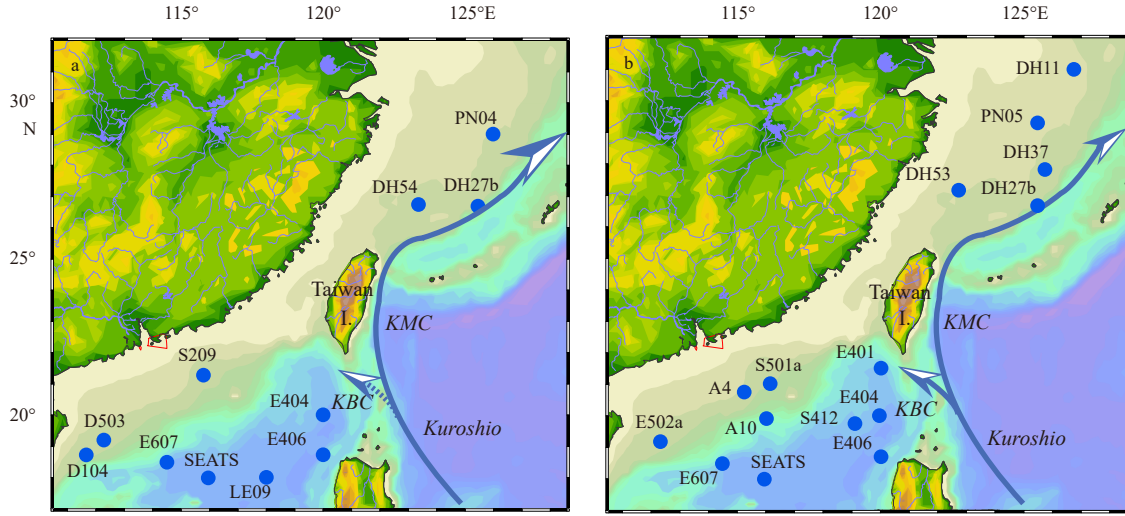 115°
120°
125°E
115°
120°
125°E
30°
N
25°
20°
a
PN04
DH54
DH27b
Taiwan
I.
KMC
S209
KBC
E404
Kuroshio
D503
E607
SEATS
E406
D104
LE09
b
DH11
PN05
DH37
DH53
DH27b
Taiwan
I.
KMC
E401
S501a
A4
E404
KBC
S412
A10
E502a
E406
Kuroshio
SEATS
E607